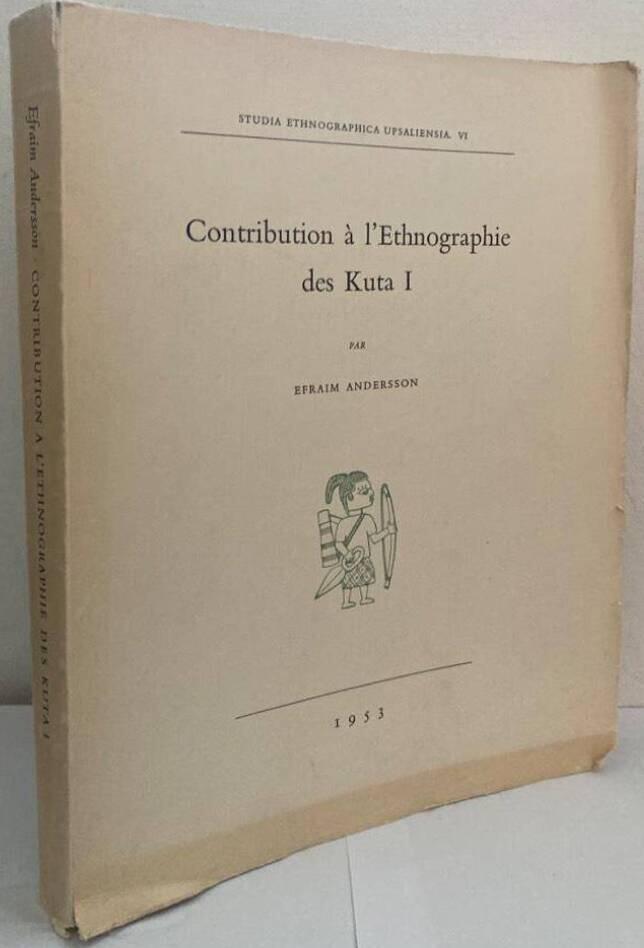 STUDIA ETHNOGRAPHICA UPSALIENSIA. VI
Contribution à l'Ethnographie
des Kuta I
PAR
EFRAIM ANDERSSON
1953
Efraim Andersson · CONTRIBUTION A L'ETHNOGRAPHIE DES KUTA I